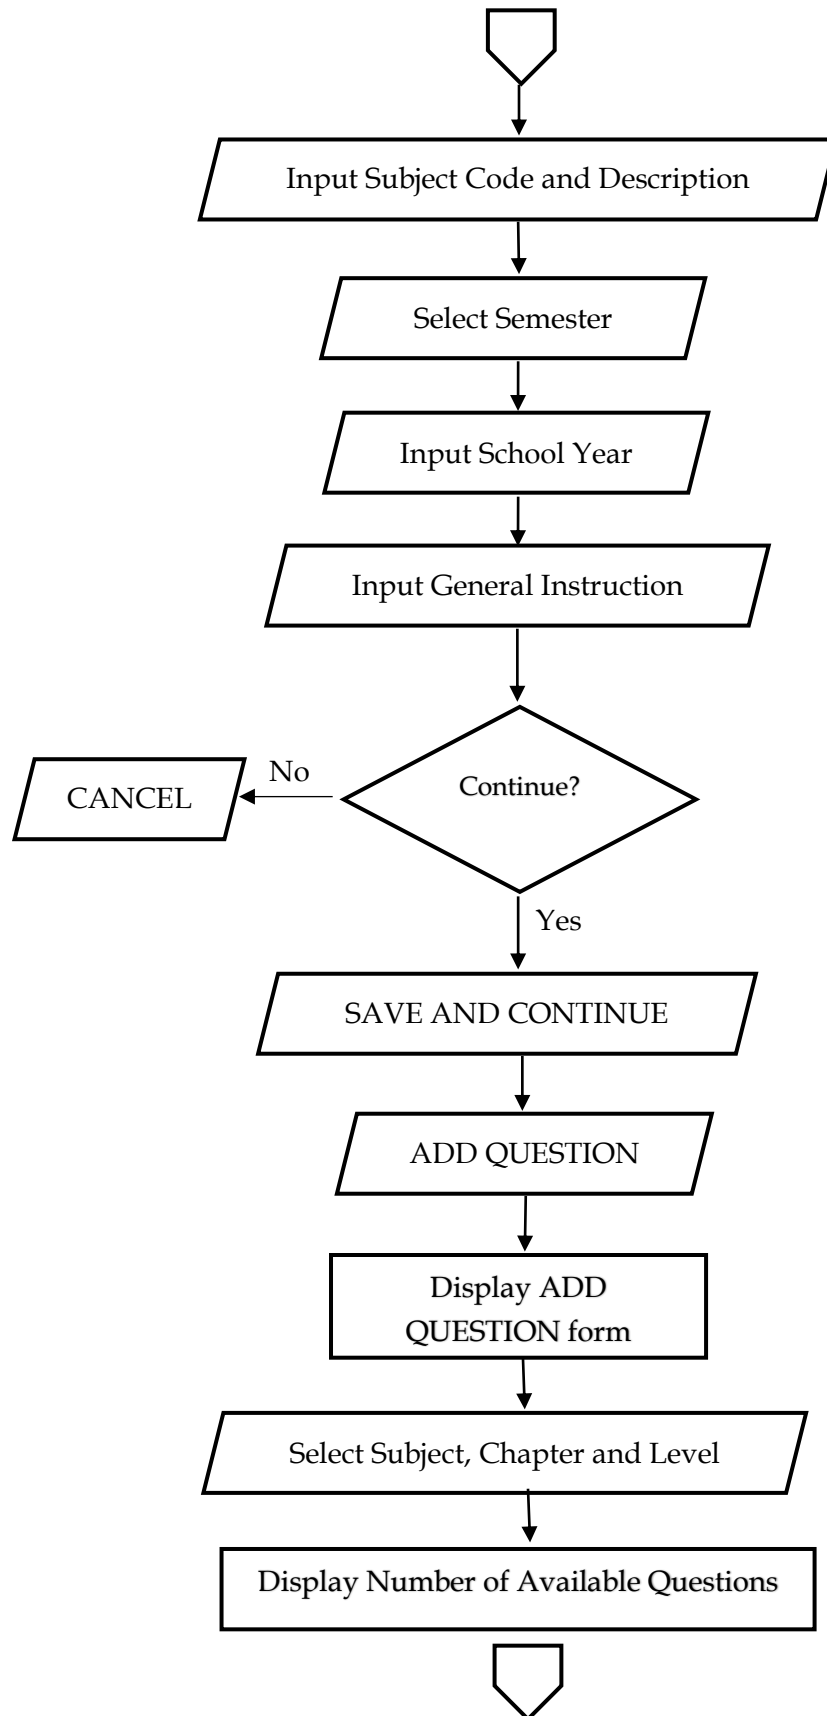 Input Subject Code and Description
Select Semester
Input School Year
Input General Instruction
Continue?
No
CANCEL
Yes
SAVE AND CONTINUE
ADD QUESTION
Display ADD
QUESTION form
Select Subject, Chapter and Level
Display Number of Available Questions